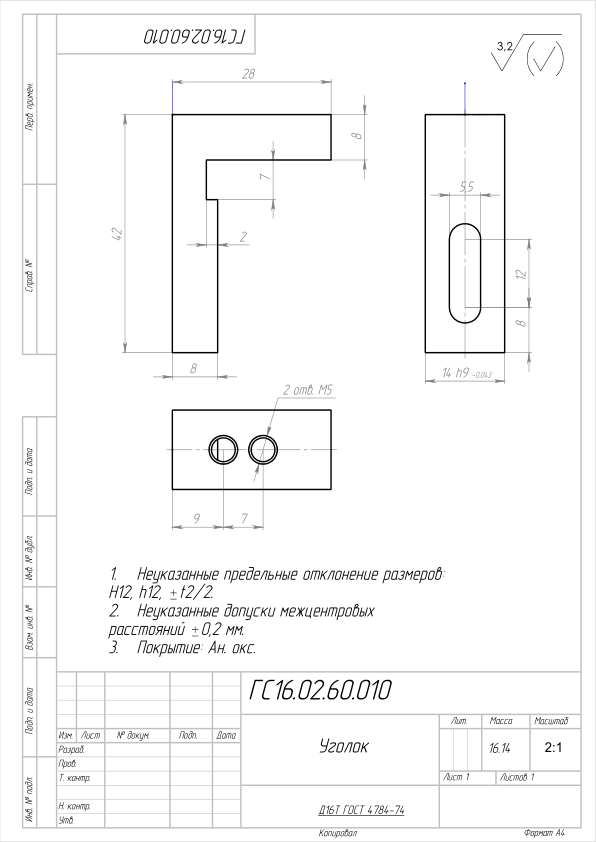 ГС16.02.60.010
3,2
28
8
7
42
2
8
5,5
12
8
14 h9 -0,043
2 отв. М5
9
7
1. Неуказанные предельные отклонение размеров:
H12, h12, ±t2/2.
2. Неуказанные допуски межцентровых
расстояний ±0,2 мм.
3. Покрытие: Ан. окс.
Перв. примен.
Справ. №
Подп. и дата
Инв. № дубл.
Взам. инв. №
Подп. и дата
Инв. № подл.
ГС16.02.60.010
Изм. Лист № докум. Подп. Дата
Разраб.
Пров.
Т. контр.
Н. контр.
Утв.
Уголок
Лит. Масса Масштаб
16.14 2:1
Лист 1 Листов 1
Д16Т ГОСТ 4784-74
Копировал Формат А4